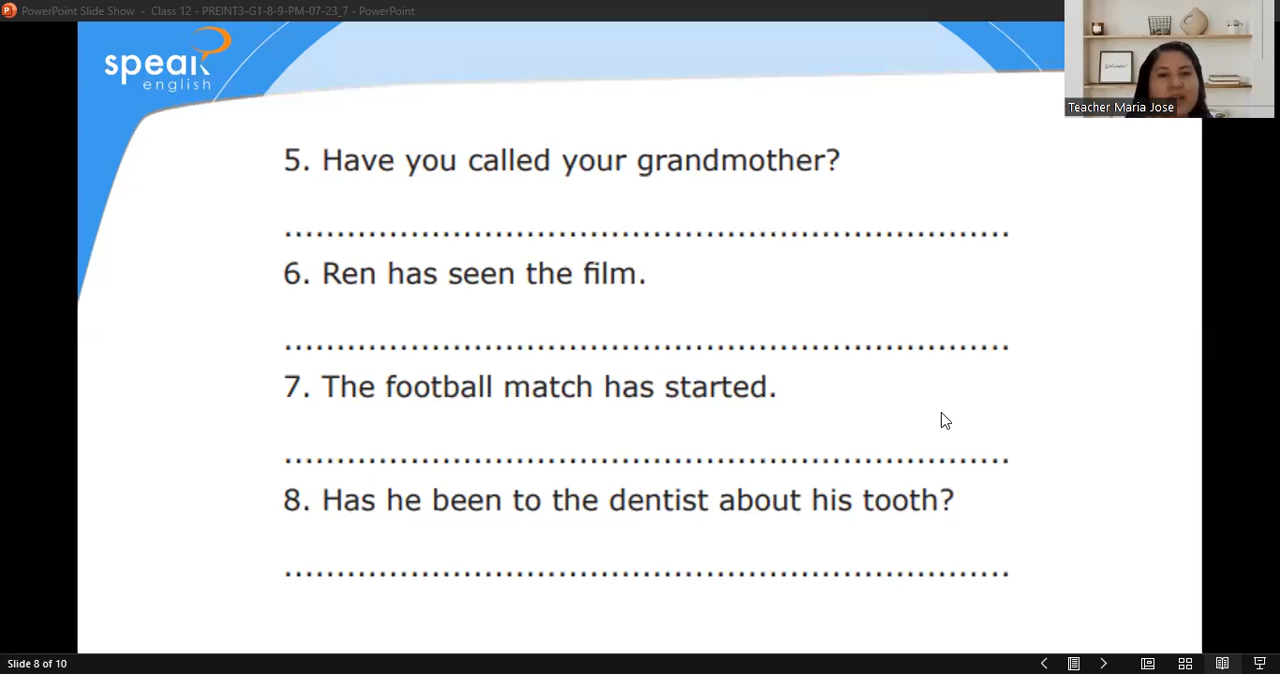 PowerPoint Slide Show - Class 12 - PREINT3-G1-8-9-PM-07-23_7 - PowerPoint
speak
english
Welcome!
Teacher Maria Jose
5. Have you called your grandmother?
6. Ren has seen the film.
7. The football match has started.
8. Has he been to the dentist about his tooth?
Slide 8 of 10